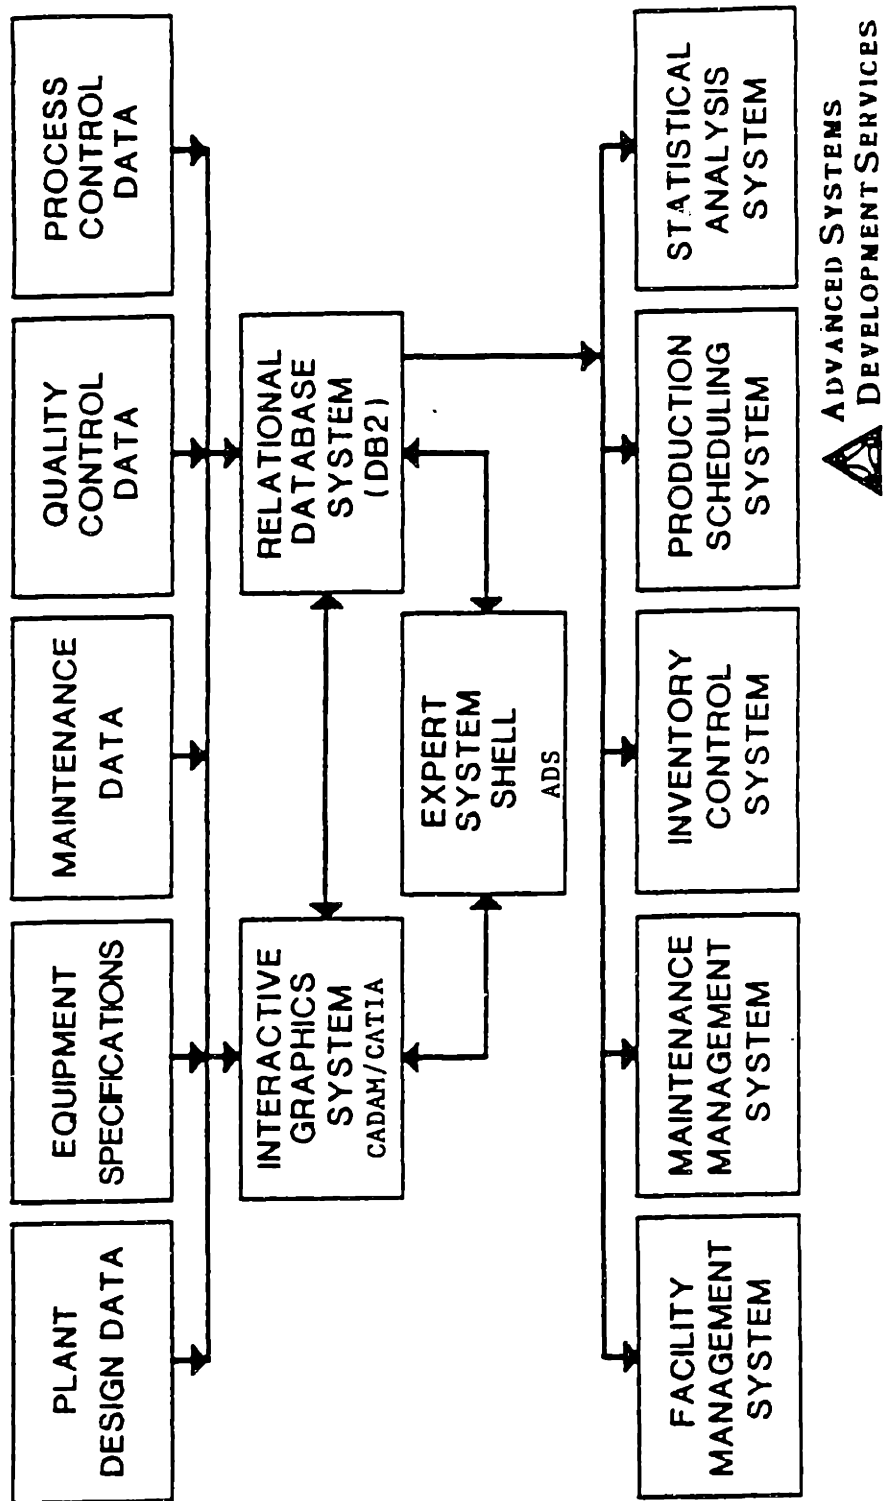 PLANT
DESIGN DATA
EQUIPMENT
SPECIFICATIONS
MAINTENANCE
DATA
QUALITY
CONTROL
DATA
PROCESS
CONTROL
DATA
INTERACTIVE
GRAPHICS
SYSTEM
CADAM/CATIA
RELATIONAL
DATABASE
SYSTEM
(DB2)
EXPERT
SYSTEM
SHELL
ADS
FACILITY
MANAGEMENT
SYSTEM
MAINTENANCE
MANAGEMENT
SYSTEM
INVENTORY
CONTROL
SYSTEM
PRODUCTION
SCHEDULING
SYSTEM
STATISTICAL
ANALYSIS
SYSTEM
ADVANCED SYSTEMS
DEVELOPMENT SERVICES